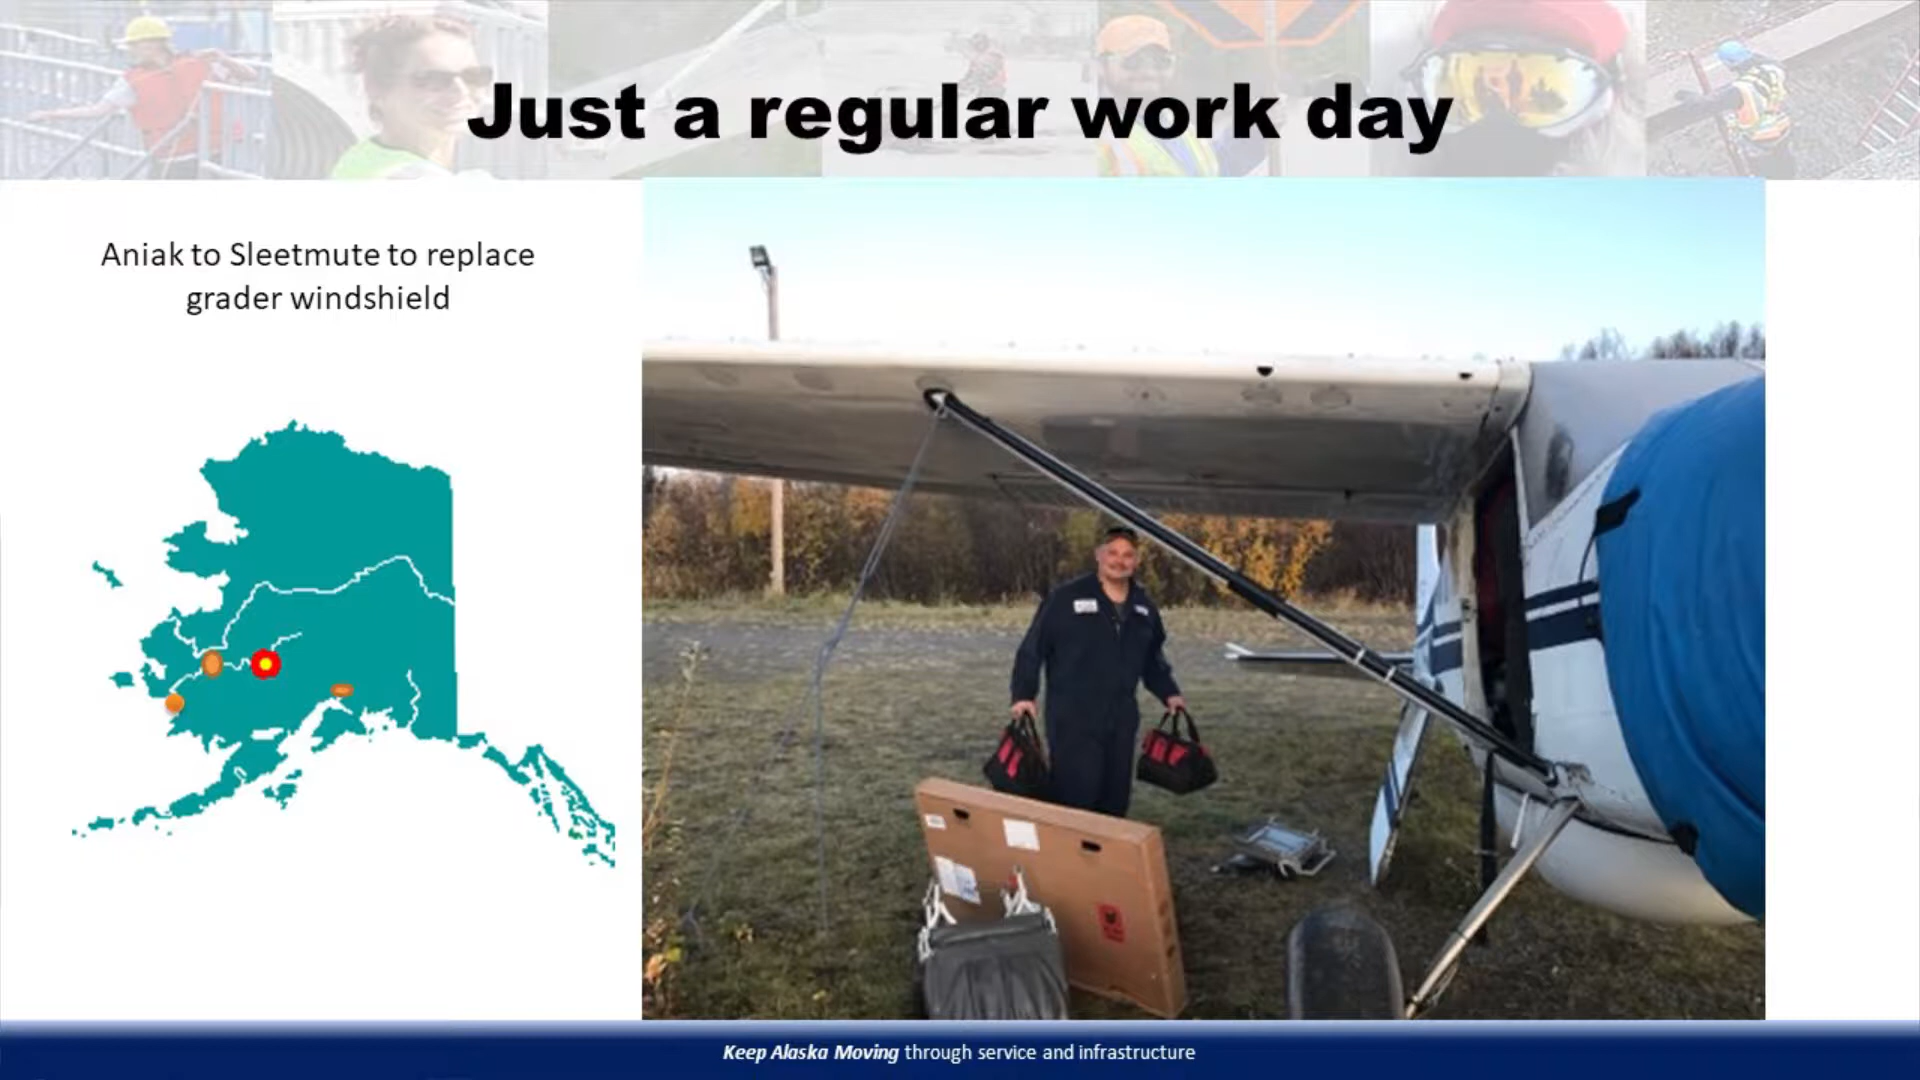 Just a regular work day
Aniak to Sleetmute to replace
grader windshield
Keep Alaska Moving through service and infrastructure